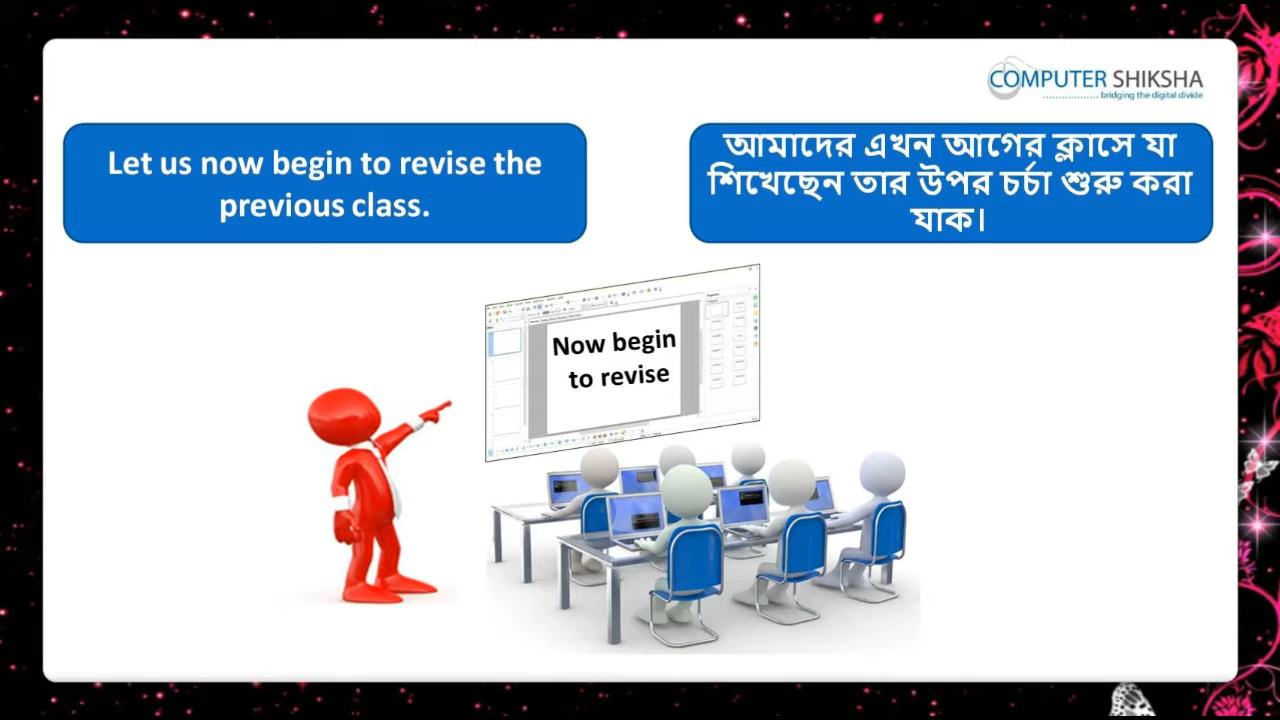 COMPUTER SHIKSHA
bridging the digital divide
Let us now begin to revise the
previous class.
আমাদের এখন আগের ক্লাসে যা
শিখেছেন তার উপর চর্চা শুরু করা
যাক।
Now begin
to revise